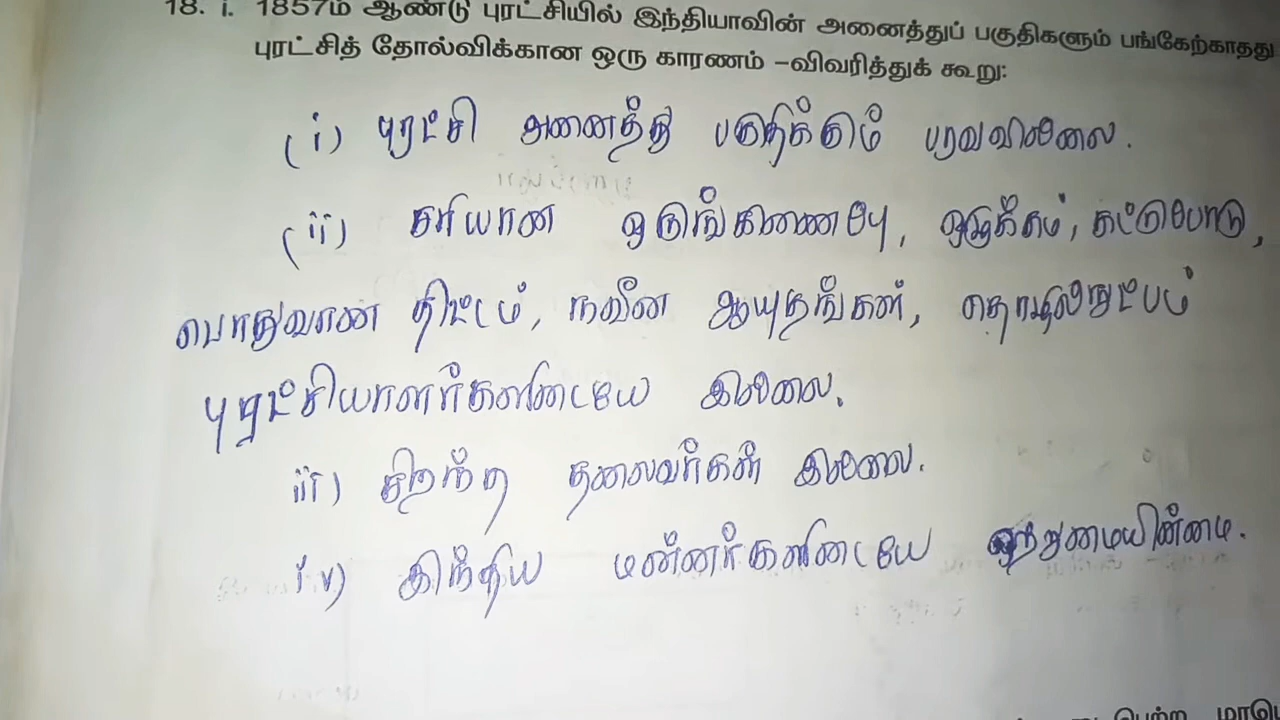 18. i. 1857ம் ஆண்டு புரட்சியில் இந்தியாவின் அனைத்துப் பகுதிகளும் பங்கேற்காதது
புரட்சித் தோல்விக்கான ஒரு காரணம் –விவரித்துக் கூறு:
(i) புரட்சி அனைத்து பகுதிக்கும் பரவவில்லை.
(ii) சரியான ஒருங்கிணைப்பு, ஒழுக்கம், கட்டுபாடு,
பொதுவான திட்டம், நவீன ஆயுதங்கள், தொழில்நுட்பம்
புரட்சியாளர்களிடையே இல்லை.
iii) சிறந்த தலைவர்கள் இல்லை.
iv) இந்திய மன்னர்களிடையே ஒற்றுமையின்மை.
பெற்ற